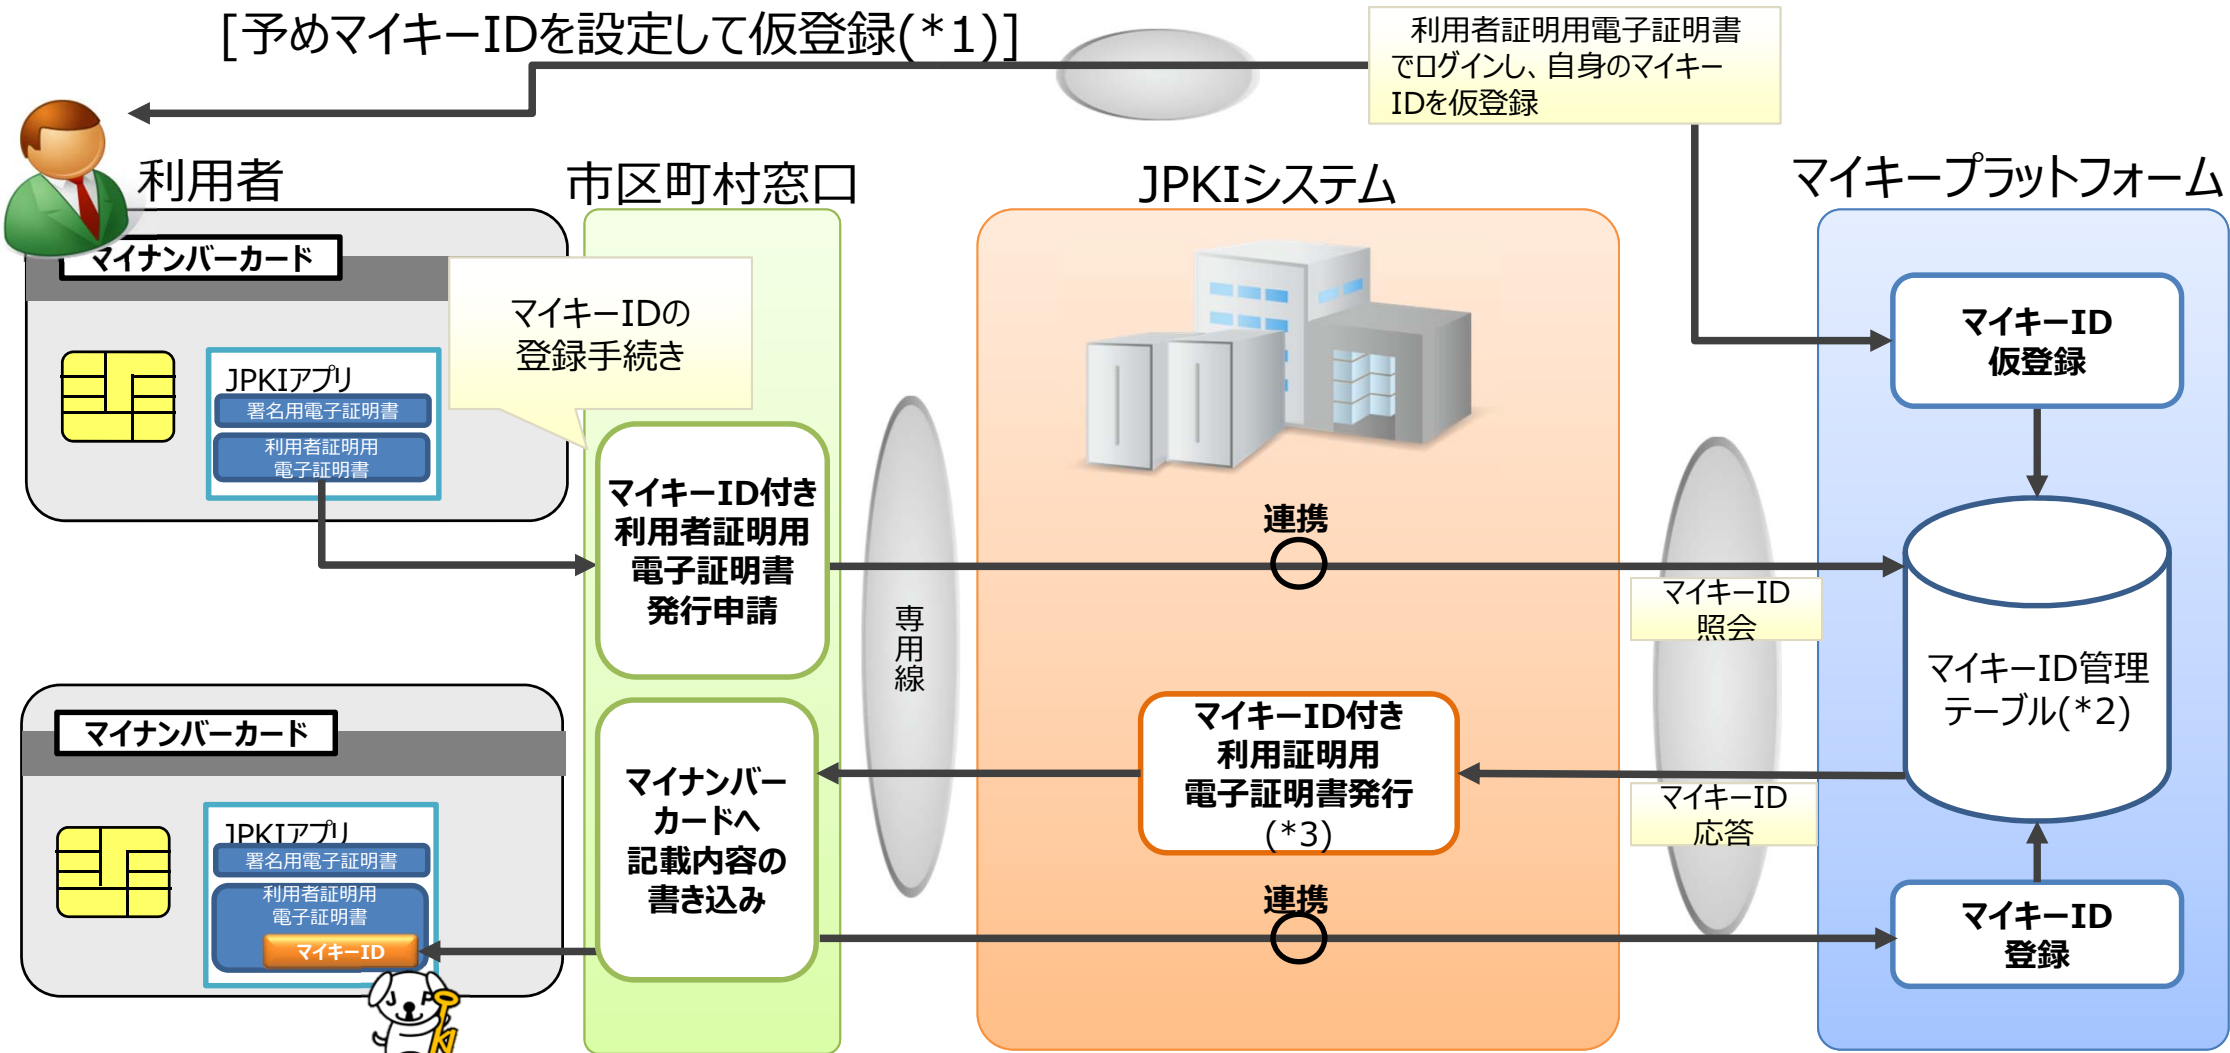 [予めマイキーIDを設定して仮登録(*1)]
利用者証明用電子証明書
でログインし、自身のマイキー
IDを仮登録
利用者
市区町村窓口
JPKIシステム
マイキープラットフォーム
マイナンバーカード
JPKIアプリ
署名用電子証明書
利用者証明用
電子証明書
マイキーIDの
登録手続き
マイキーID付き
利用者証明用
電子証明書
発行申請
専用線
連携
マイキーID
照会
マイキーID
仮登録
マイキーID管理
テーブル(*2)
マイナンバーカード
JPKIアプリ
署名用電子証明書
利用者証明用
電子証明書
マイキーID
マイナンバー
カードへ
記載内容の
書き込み
マイキーID付き
利用証明用
電子証明書発行
(*3)
連携
マイキーID
応答
マイキーID
登録
J P
KI